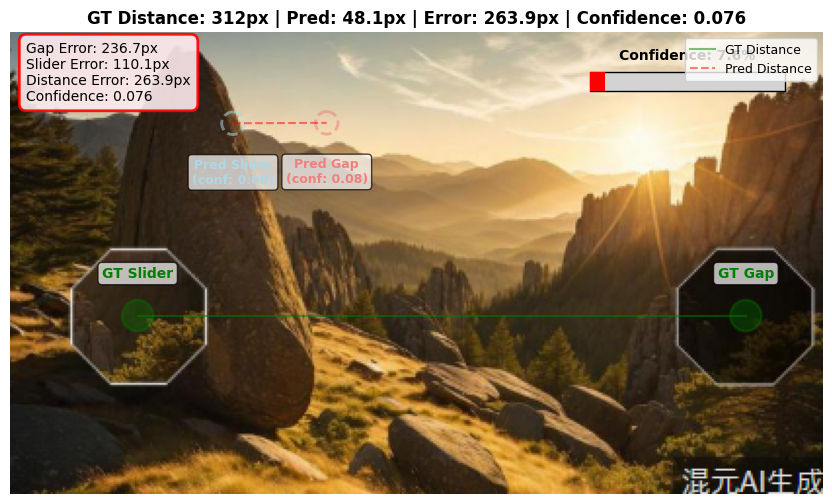 GT Distance: 312px | Pred: 48.1px | Error: 263.9px | Confidence: 0.076
Gap Error: 236.7px
Slider Error: 110.1px
Distance Error: 263.9px
Confidence: 0.076
Confidence: 7.6%
GT Distance
Pred Distance
Pred Slider
(conf: 0.08)
Pred Gap
(conf: 0.08)
GT Slider
GT Gap
混元AI生成